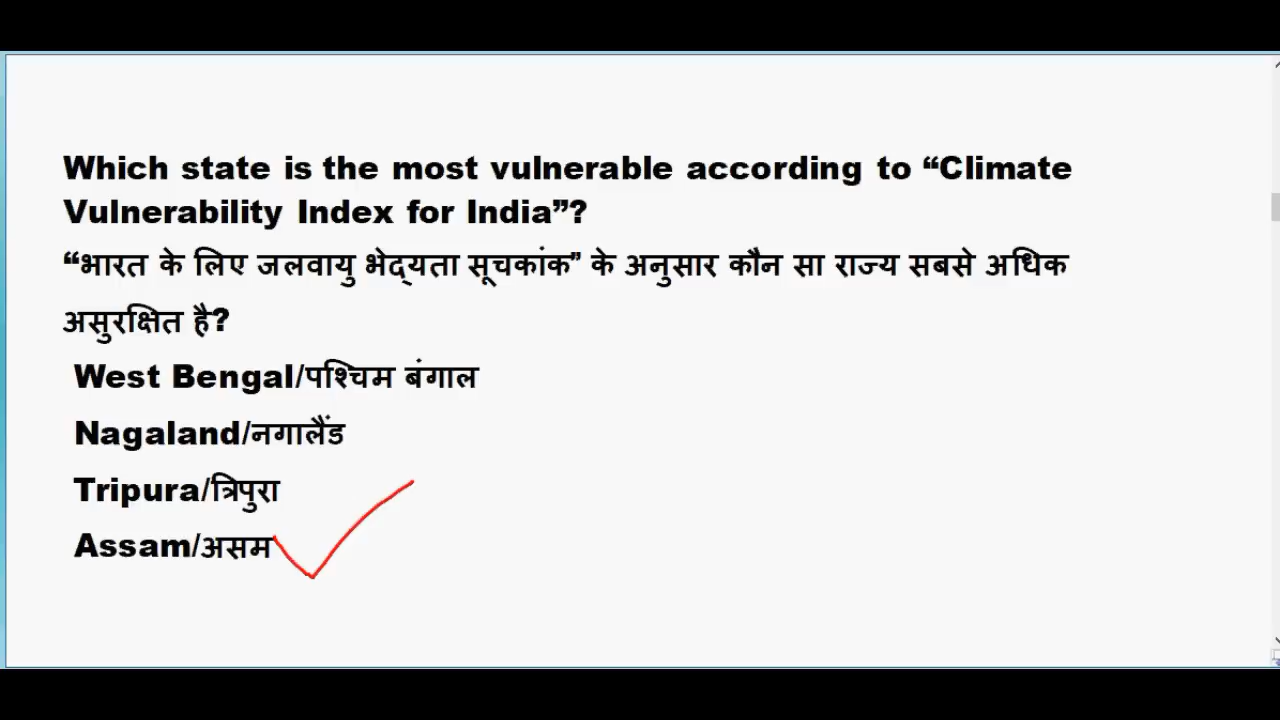 Which state is the most vulnerable according to “Climate
Vulnerability Index for India”?
“भारत के लिए जलवायु भेद्यता सूचकांक” के अनुसार कौन सा राज्य सबसे अधिक
असुरक्षित है?
West Bengal/पश्चिम बंगाल
Nagaland/नगालैंड
Tripura/त्रिपुरा
Assam/असम